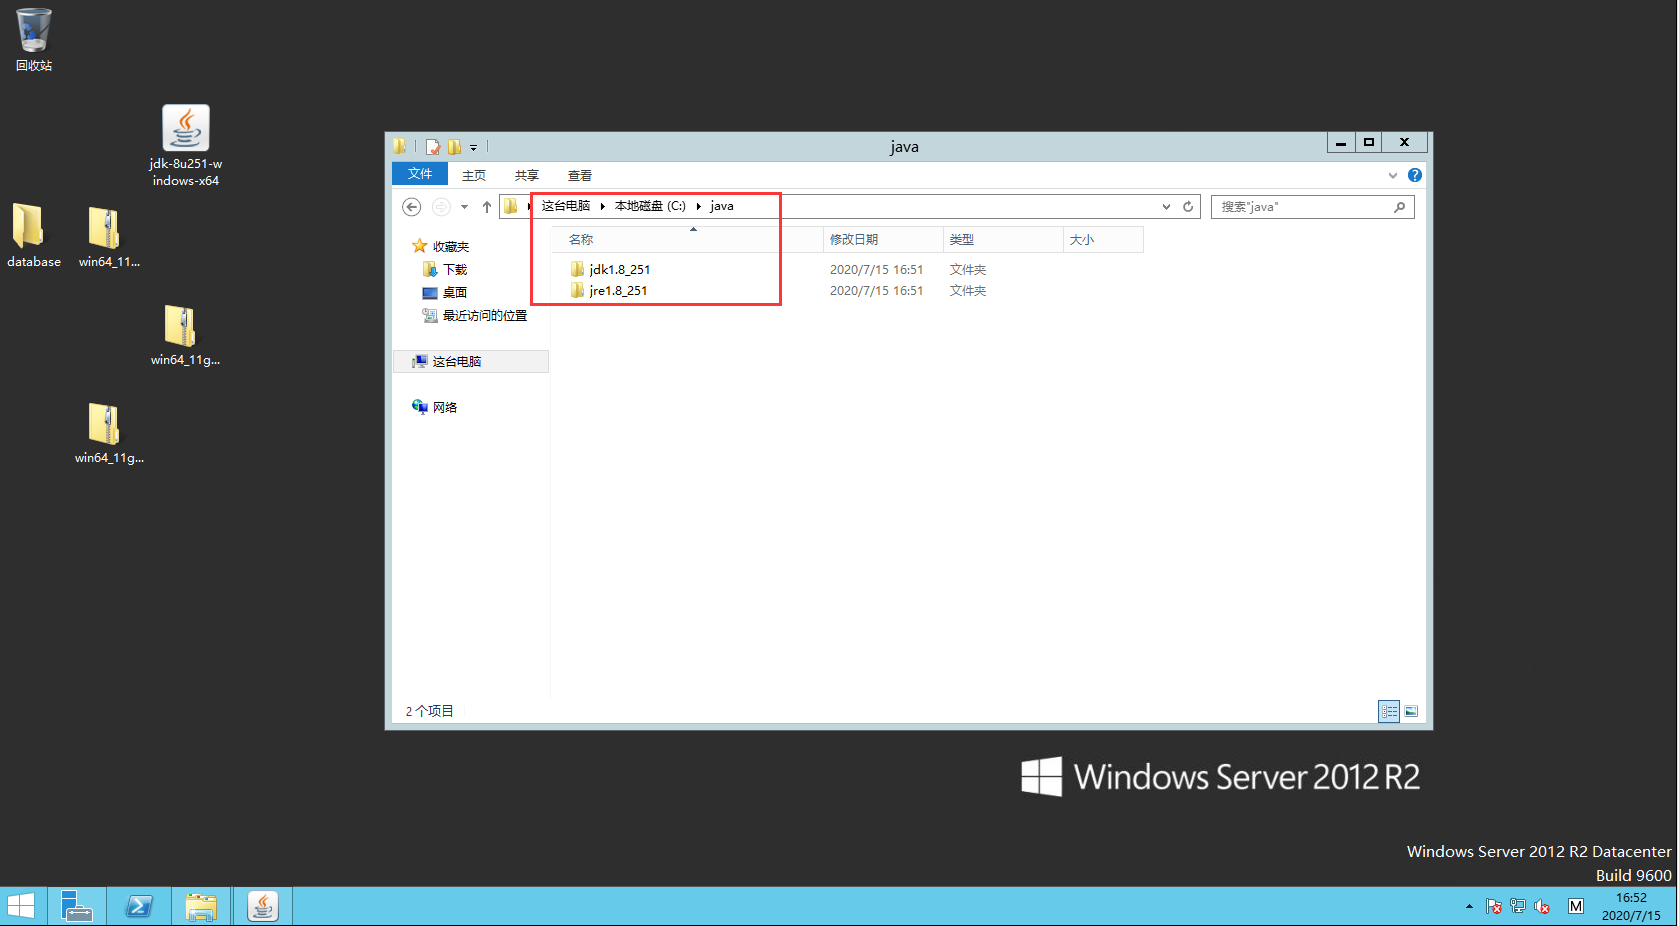 回收站
jdk-8u251-w
indows-x64
database
win64_11...
win64_11g...
win64_11g...
java
文件 主页 共享 查看
这台电脑 本地磁盘 (C:) java
搜索"java"
名称 修改日期 类型 大小
jdk1.8_251 2020/7/15 16:51 文件夹
jre1.8_251 2020/7/15 16:51 文件夹
收藏夹
下载
桌面
最近访问的位置
这台电脑
网络
2 个项目
Windows Server 2012 R2
Windows Server 2012 R2 Datacenter
Build 9600
M
16:52
2020/7/15